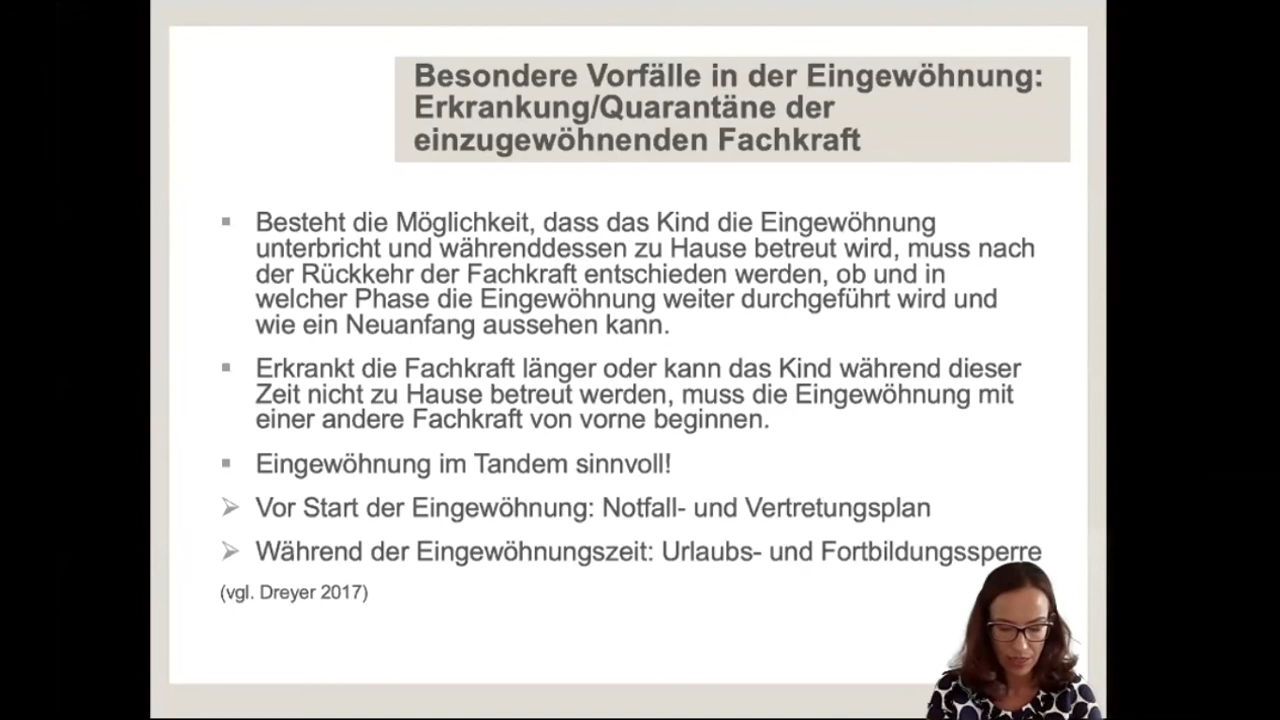 Besondere Vorfälle in der Eingewöhnung:
Erkrankung/Quarantäne der
einzugewöhnenden Fachkraft
Besteht die Möglichkeit, dass das Kind die Eingewöhnung
unterbricht und währenddessen zu Hause betreut wird, muss nach
der Rückkehr der Fachkraft entschieden werden, ob und in
welcher Phase die Eingewöhnung weiter durchgeführt wird und
wie ein Neuanfang aussehen kann.
Erkrankt die Fachkraft länger oder kann das Kind während dieser
Zeit nicht zu Hause betreut werden, muss die Eingewöhnung mit
einer andere Fachkraft von vorne beginnen.
Eingewöhnung im Tandem sinnvoll!
Vor Start der Eingewöhnung: Notfall- und Vertretungsplan
Während der Eingewöhnungszeit: Urlaubs- und Fortbildungssperre
(vgl. Dreyer 2017)